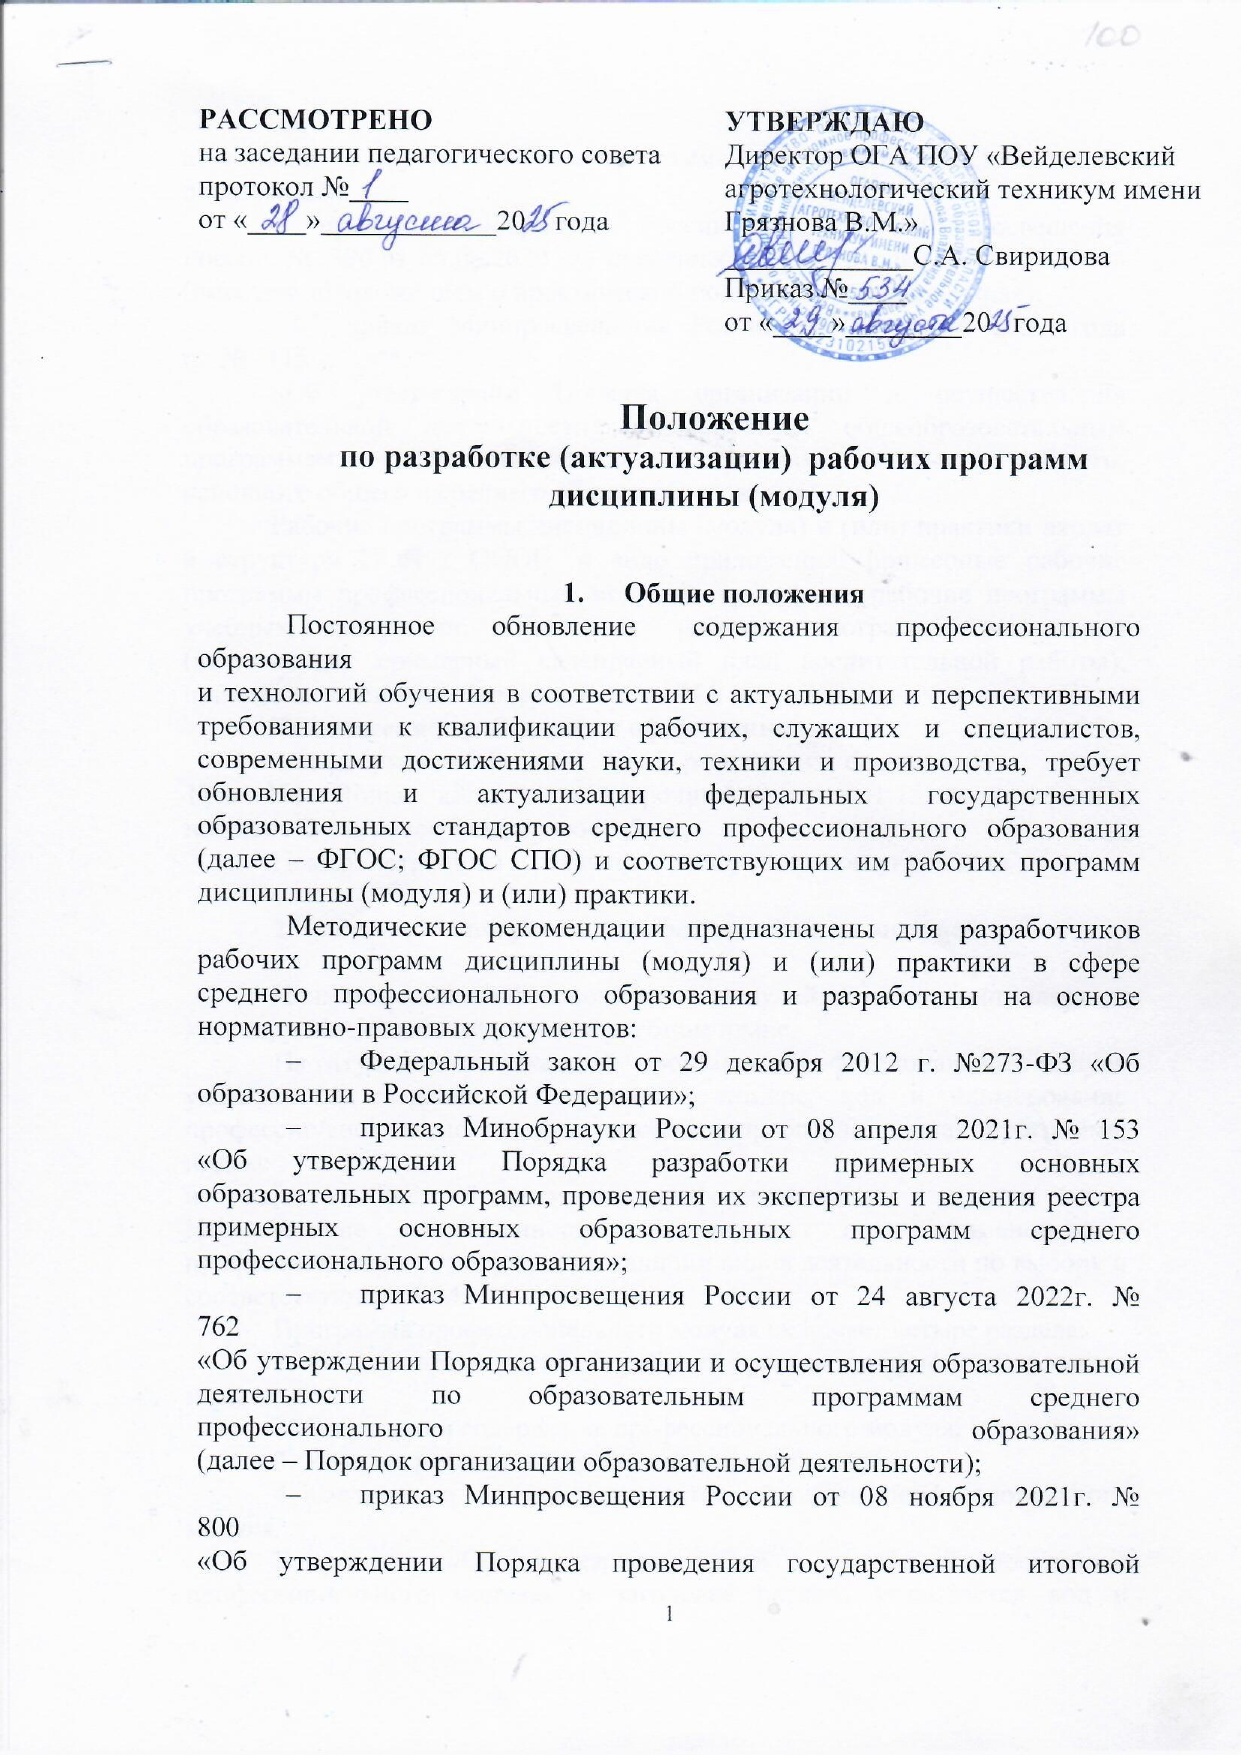 100
РАССМОТРЕНО
на заседании педагогического совета
протокол № 1
от «28» августа 2025 года
УТВЕРЖДАЮ
Директор ОГА ПОУ «Вейделевский
агротехнологический техникум имени
Грязнова В.М.»
С.А. Свиридова
Приказ № 534
от «29» августа 2025 года
Положение
по разработке (актуализации) рабочих программ
дисциплины (модуля)
1. Общие положения
Постоянное обновление содержания профессионального
образования
и технологий обучения в соответствии с актуальными и перспективными
требованиями к квалификации рабочих, служащих и специалистов,
современными достижениями науки, техники и производства, требует
обновления и актуализации федеральных государственных
образовательных стандартов среднего профессионального образования
(далее – ФГОС; ФГОС СПО) и соответствующих им рабочих программ
дисциплины (модуля) и (или) практики.
Методические рекомендации предназначены для разработчиков
рабочих программ дисциплины (модуля) и (или) практики в сфере
среднего профессионального образования и разработаны на основе
нормативно-правовых документов:
– Федеральный закон от 29 декабря 2012 г. №273-ФЗ «Об
образовании в Российской Федерации»;
– приказ Минобрнауки России от 08 апреля 2021г. № 153
«Об утверждении Порядка разработки примерных основных
образовательных программ, проведения их экспертизы и ведения реестра
примерных основных образовательных программ среднего
профессионального образования»;
– приказ Минпросвещения России от 24 августа 2022г. №
762
«Об утверждении Порядка организации и осуществления образовательной
деятельности по образовательным программам среднего
профессионального образования»
(далее – Порядок организации образовательной деятельности);
– приказ Минпросвещения России от 08 ноября 2021г. №
800
«Об утверждении Порядка проведения государственной итоговой
1